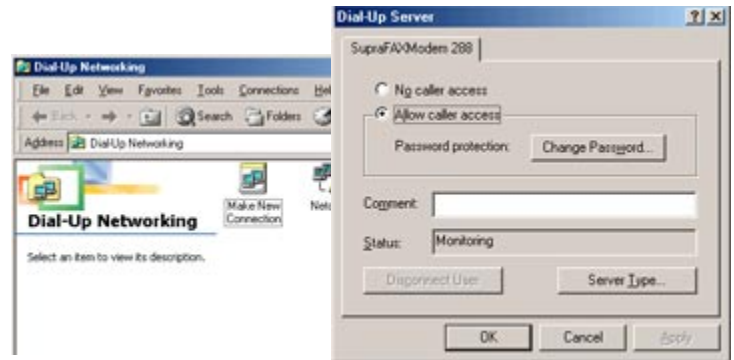 Dial-Up Networking
File Edit View Favorites Tools Connections
Back Search Folders
Address Dial-Up Networking
Make New
Connection
Dial-Up Networking
Select an item to view its description.
Dial-Up Server
SupraFAXModem 288
No caller access
Allow caller access
Password protection: Change Password...
Comment:
Status: Monitoring
Disconnect User Server Type...
OK Cancel Apply